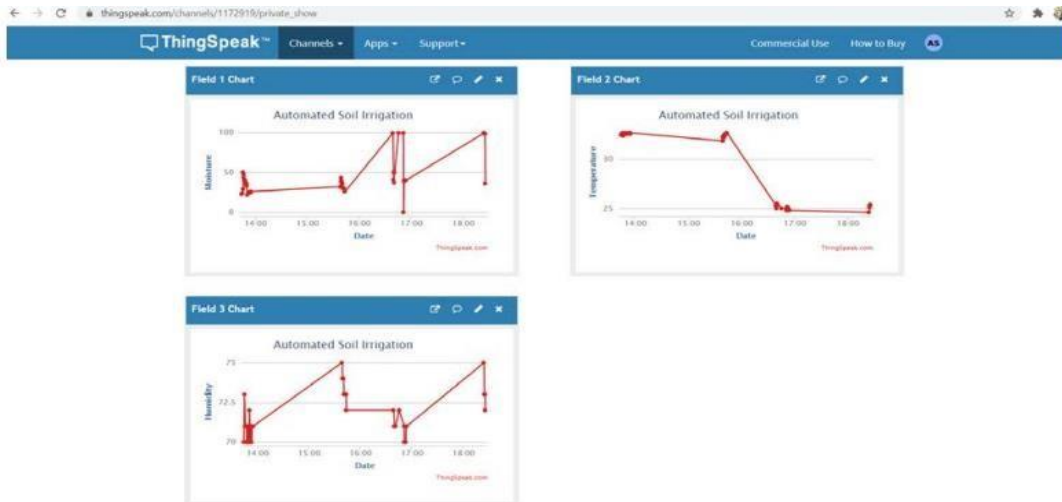 thingspeak.com/channels/1172919/private_show
ThingSpeak™ Channels Apps Support Commercial Use How to Buy AS
Field 1 Chart
Automated Soil Irrigation
Moisture
100
50
0
14:00 15:00 16:00 17:00 18:00
Date
ThingSpeak.com
Field 2 Chart
Automated Soil Irrigation
Temperature
30
25
14:00 15:00 16:00 17:00 18:00
Date
ThingSpeak.com
Field 3 Chart
Automated Soil Irrigation
Humidity
75
72.5
70
14:00 15:00 16:00 17:00 18:00
Date
ThingSpeak.com